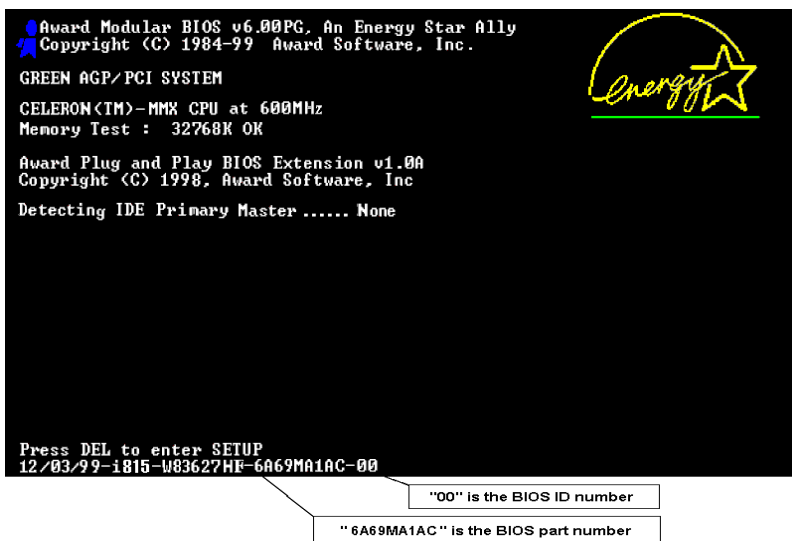 Award Modular BIOS v6.00PG, An Energy Star Ally
Copyright (C) 1984-99 Award Software, Inc.
energy
GREEN AGP/PCI SYSTEM
CELERON(TM)-MMX CPU at 600MHz
Memory Test : 32768K OK
Award Plug and Play BIOS Extension v1.0A
Copyright (C) 1998, Award Software, Inc
Detecting IDE Primary Master ...... None
Press DEL to enter SETUP
12/03/99-i815-W83627HF-6A69MA1AC-00
"00" is the BIOS ID number
" 6A69MA1AC " is the BIOS part number